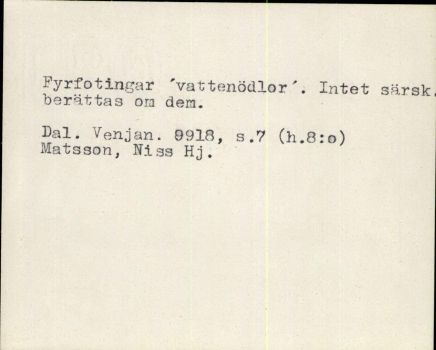 Fyrfotingar ´vattenödlor´. Intet särsk.
berättas om dem.
Dal. Venjan. 9918, s.7 (h.8:o)
Matsson, Niss Hj.